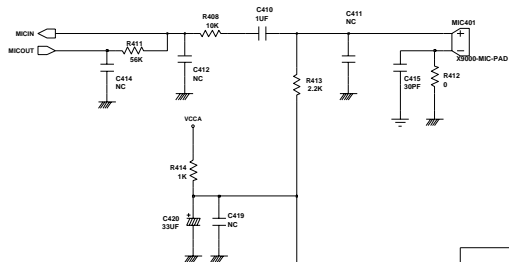 MICIN
MICOUT
R411
56K
C414
NC
C412
NC
R408
10K
C410
1UF
C411
NC
MIC401
+
−
X9000-MIC-PAD
C415
30PF
R412
0
R413
2.2K
VCCA
R414
1K
+
C420
33UF
C419
NC